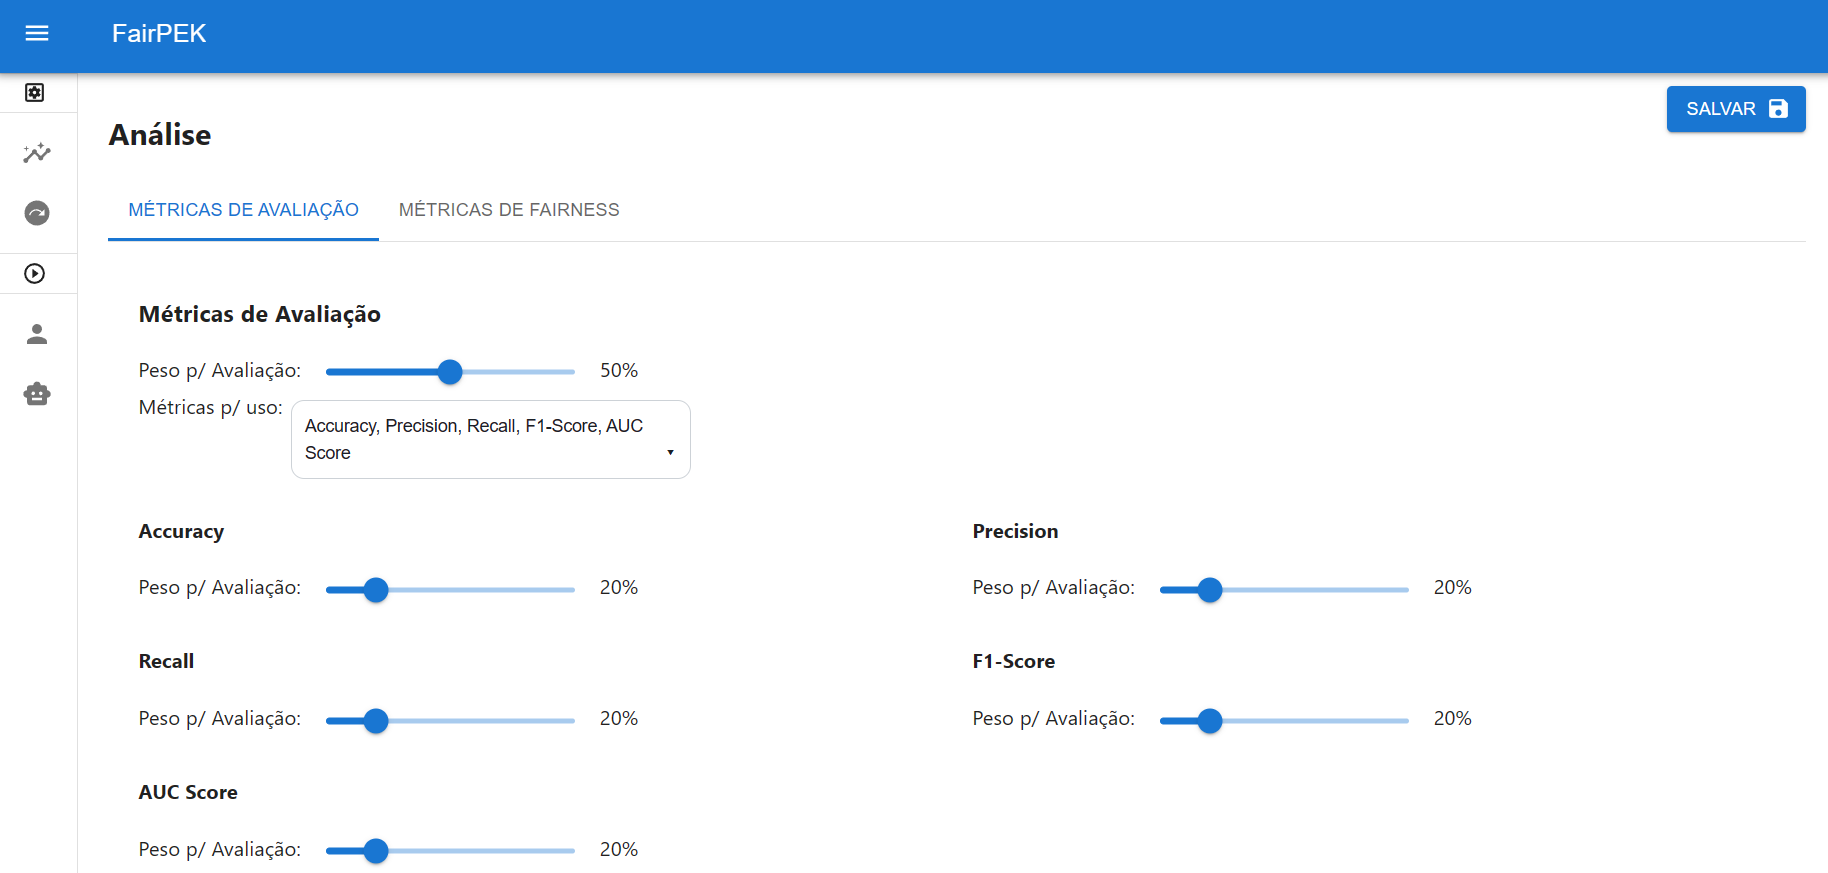 FairPEK
SALVAR
Análise
MÉTRICAS DE AVALIAÇÃO
MÉTRICAS DE FAIRNESS
Métricas de Avaliação
Peso p/ Avaliação:
50%
Métricas p/ uso:
Accuracy, Precision, Recall, F1-Score, AUC
Score
Accuracy
Peso p/ Avaliação:
20%
Precision
Peso p/ Avaliação:
20%
Recall
Peso p/ Avaliação:
20%
F1-Score
Peso p/ Avaliação:
20%
AUC Score
Peso p/ Avaliação:
20%